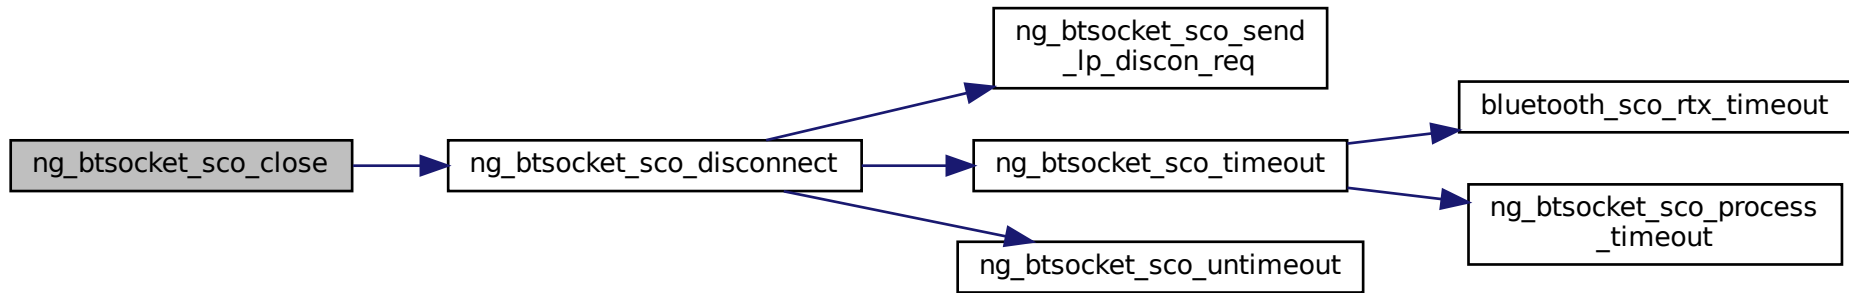 ng_btsocket_sco_close
ng_btsocket_sco_disconnect
ng_btsocket_sco_send
_lp_discon_req
ng_btsocket_sco_timeout
ng_btsocket_sco_untimeout
bluetooth_sco_rtx_timeout
ng_btsocket_sco_process
_timeout